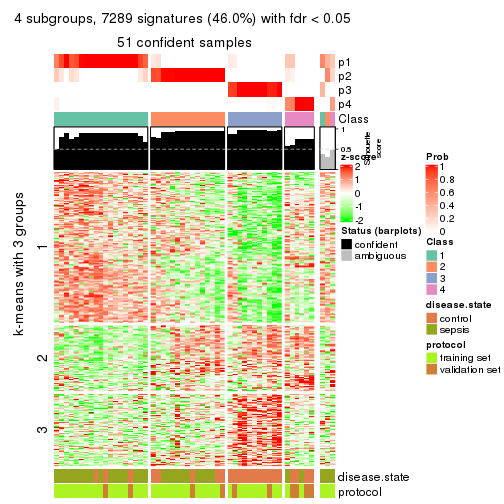 4 subgroups, 7289 signatures (46.0%) with fdr < 0.05
51 confident samples
p1
p2
p3
p4
Class
1
0.5
0
Silhouette
score
k-means with 3 groups
1
2
3
disease.state
protocol
z-score
2
1
0
-1
-2
Status (barplots)
confident
ambiguous
Prob
1
0.8
0.6
0.4
0.2
0
Class
1
2
3
4
disease.state
control
sepsis
protocol
training set
validation set